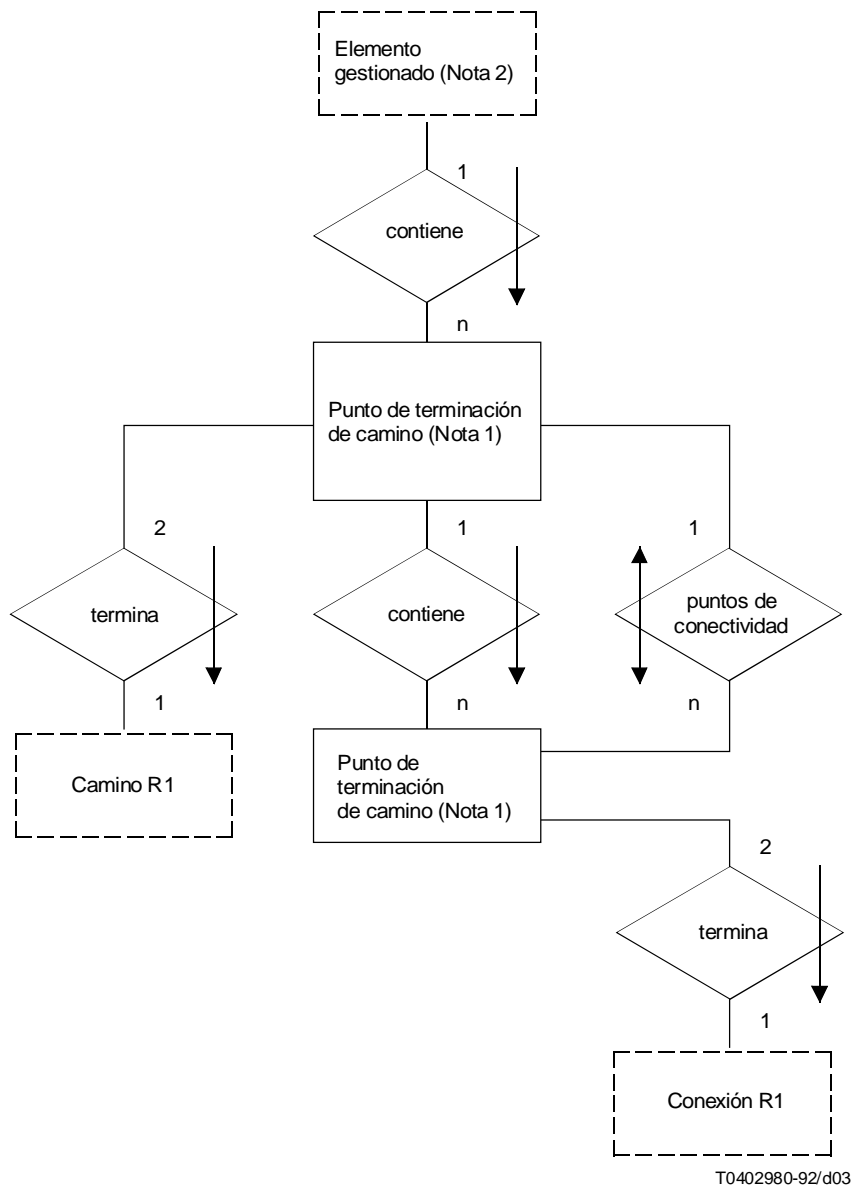 Elemento
gestionado (Nota 2)
1
contiene
n
Punto de terminación
de camino (Nota 1)
2
1
1
termina
contiene
puntos de
conectividad
1
n
n
Camino R1
Punto de
terminación
de camino (Nota 1)
2
termina
1
Conexión R1
T0402980-92/d03